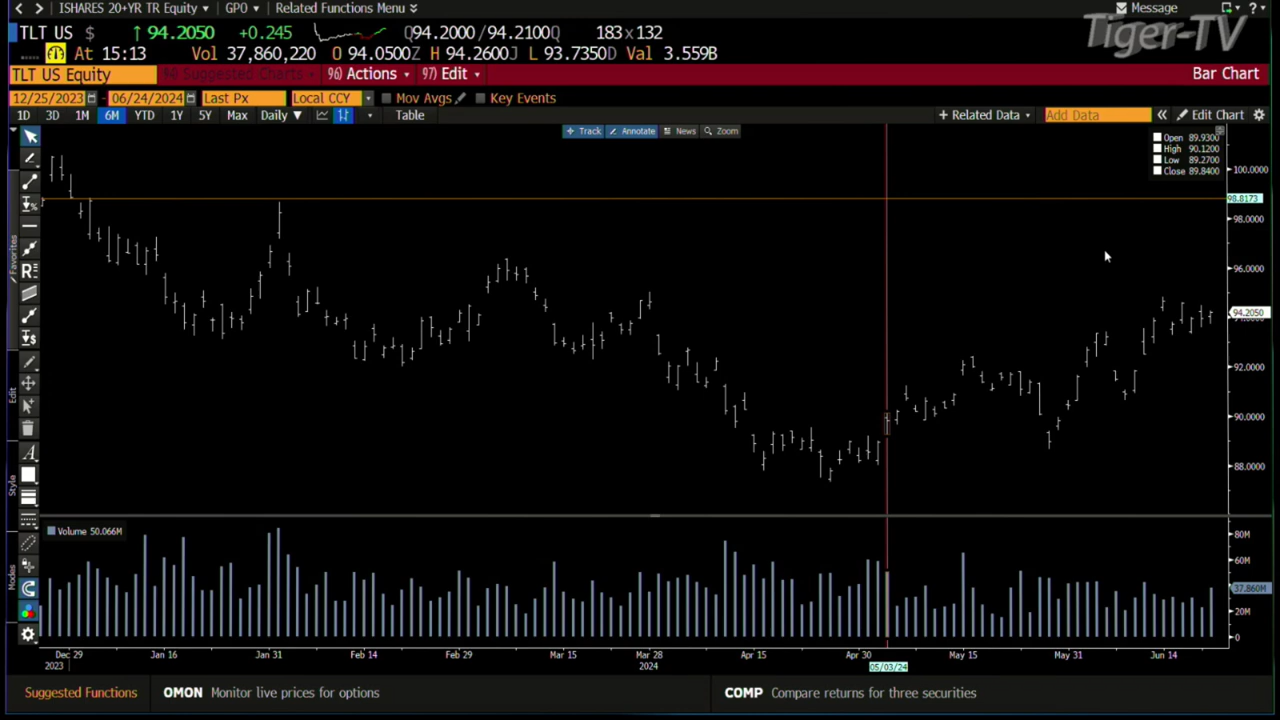 ISHARES 20+YR TR Equity GPO Related Functions Menu Message
TLT US $ ↑ 94.2050 +0.245 Q94.2000/94.2100Q 183x132
Tiger-TV
At 15:13 Vol 37,860,220 O 94.0500Z H 94.2600J L 93.7350D Val 3.559B
TLT US Equity 94) Suggested Charts 96) Actions 97) Edit Bar Chart
12/25/2023 - 06/24/2024 Last Px Local CCY Mov Avgs Key Events
1D 3D 1M 6M YTD 1Y 5Y Max Daily ▼ Table + Related Data Add Data « Edit Chart
Track Annotate News Zoom
Open 89.9300
High 90.1200
Low 89.2700
Close 89.8400
100.0000
98.8173
98.0000
96.0000
94.2050
92.0000
90.0000
88.0000
Favorites
Edit
Style
Modes
Volume 50.066M
80M
60M
37.860M
20M
0
Dec 29 Jan 16 Jan 31 Feb 14 Feb 29 Mar 15 Mar 28 Apr 15 Apr 30 May 15 May 31 Jun 14
2023 2024 05/03/24
Suggested Functions OMON Monitor live prices for options COMP Compare returns for three securities